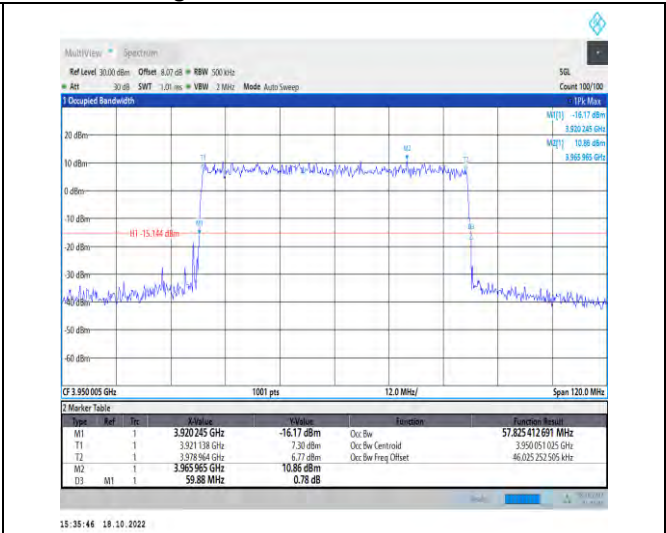 MultiView Spectrum
Ref Level 30.00 dBm Offset 8.07 dB RBW 500 kHz SGL
Att 30 dB SWT 1.01 ms VBW 2 MHz Mode Auto Sweep Count 100/100
1 Occupied Bandwidth 1Pk Max
M1[1] -16.17 dBm
3.920 245 GHz
20 dBm
M2[1] 10.86 dBm
3.965 965 GHz
M2
T1
10 dBm
0 dBm
-10 dBm
H1 -15.144 dBm
-20 dBm
-30 dBm
-50 dBm
-60 dBm
CF 3.950 005 GHz 1001 pts 12.0 MHz/ Span 120.0 MHz
2 Marker Table
Type Ref Trc X-Value Y-Value Function Function Result
M1 1 3.920 245 GHz -16.17 dBm Occ Bw 57.825 412 691 MHz
T1 1 3.921 138 GHz 7.30 dBm Occ Bw Centroid 3.950 051 025 GHz
T2 1 3.978 964 GHz 6.77 dBm Occ Bw Freq Offset 46.025 252 505 kHz
M2 1 3.965 965 GHz 10.86 dBm
D3 M1 1 59.88 MHz 0.78 dB
15:35:46 18.10.2022